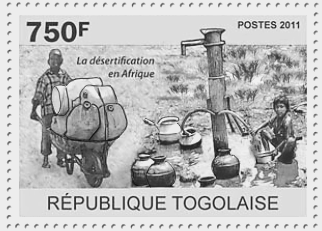 750F
POSTES 2011
La désertification
en Afrique
RÉPUBLIQUE TOGOLAISE